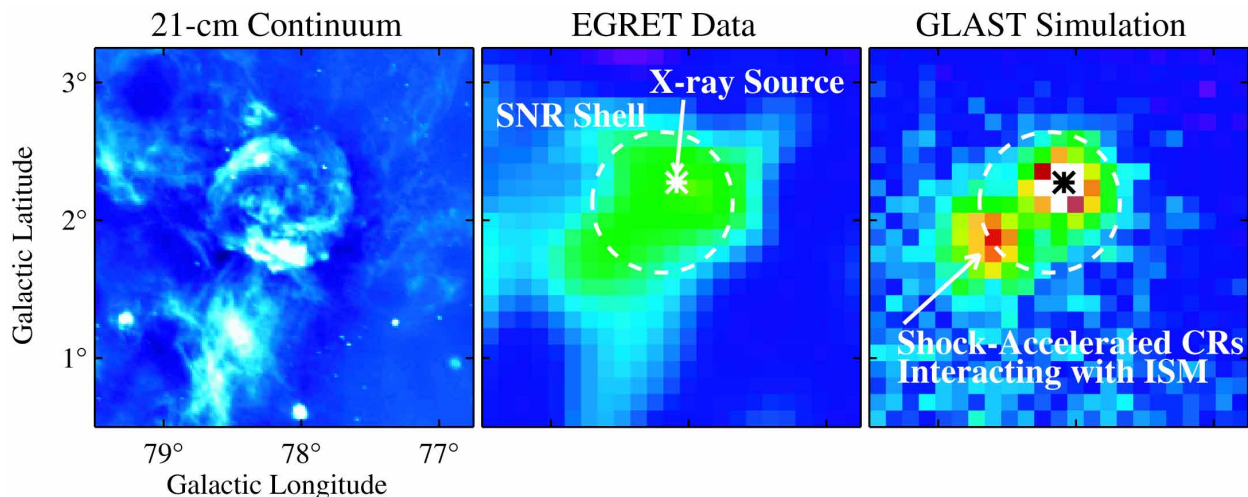 21-cm Continuum
EGRET Data
GLAST Simulation
3°
2°
1°
Galactic Latitude
79°
78°
77°
Galactic Longitude
X-ray Source
SNR Shell
Shock-Accelerated CRs
Interacting with ISM